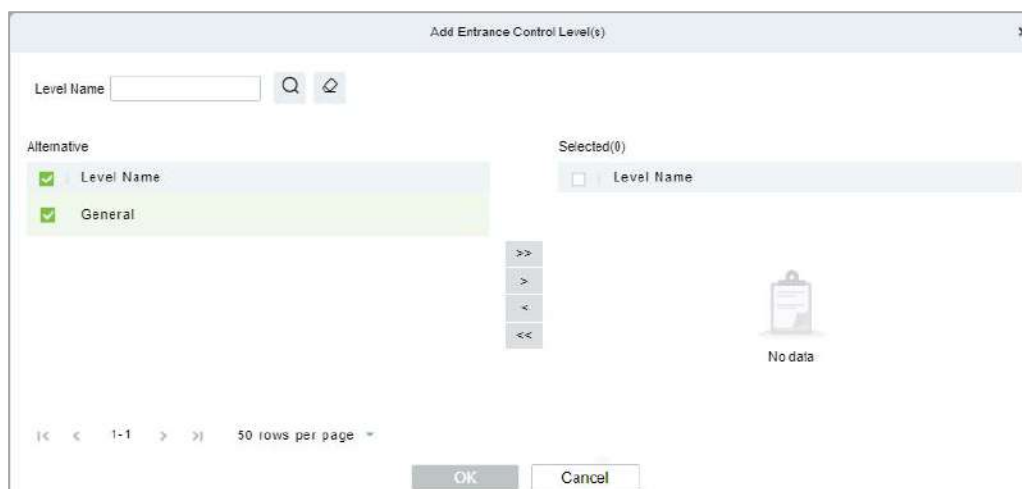 Add Entrance Control Level(s)
Level Name
Alternative
Selected(0)
Level Name
Level Name
General
>>
>
<
<<
No data
1-1
50 rows per page
OK
Cancel